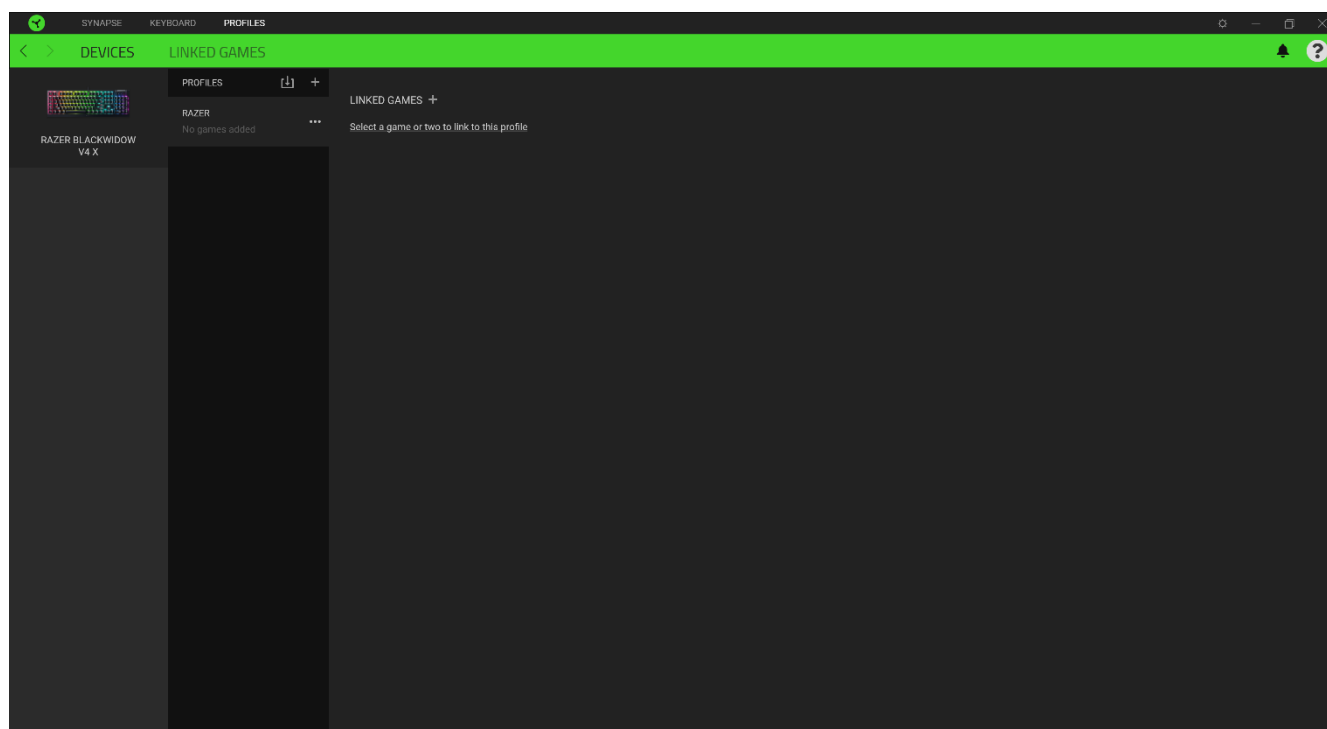 SYNAPSE KEYBOARD PROFILES
DEVICES LINKED GAMES
?
PROFILES
RAZER
No games added
RAZER BLACKWIDOW
V4 X
LINKED GAMES +
Select a game or two to link to this profile